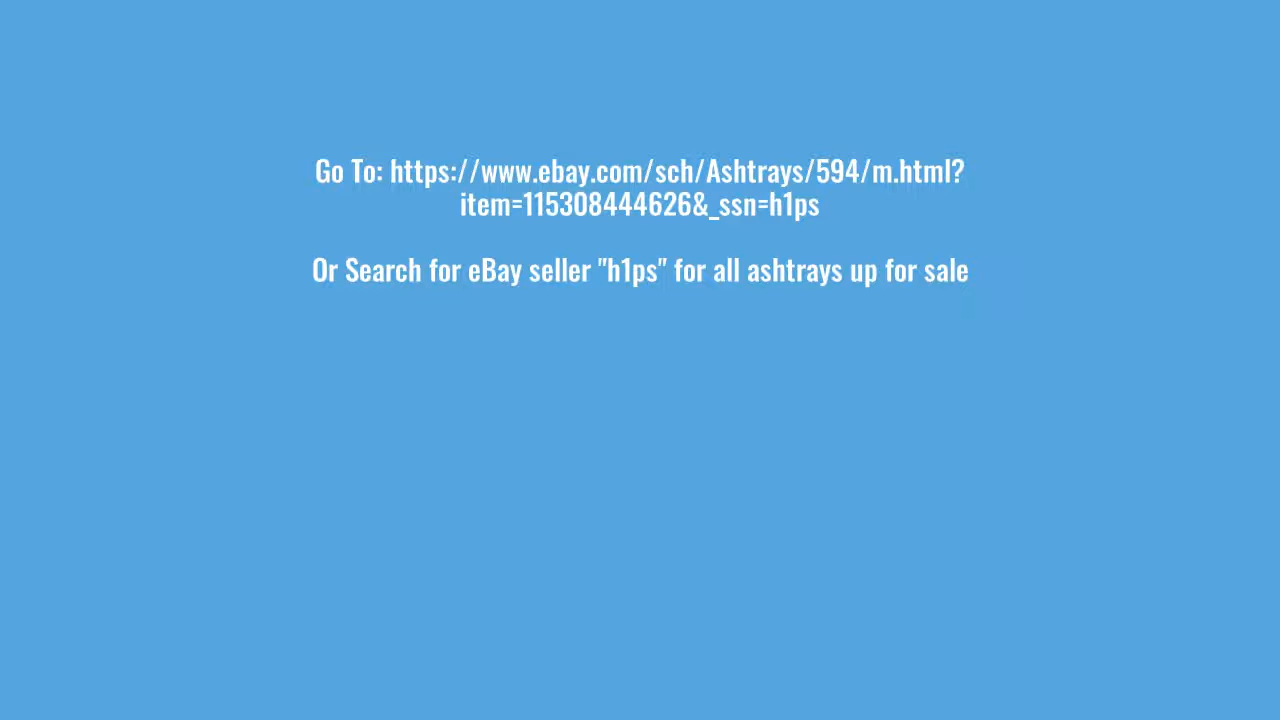 Go To: https://www.ebay.com/sch/Ashtrays/594/m.html?
item=115308444626&_ssn=h1ps
Or Search for eBay seller "h1ps" for all ashtrays up for sale